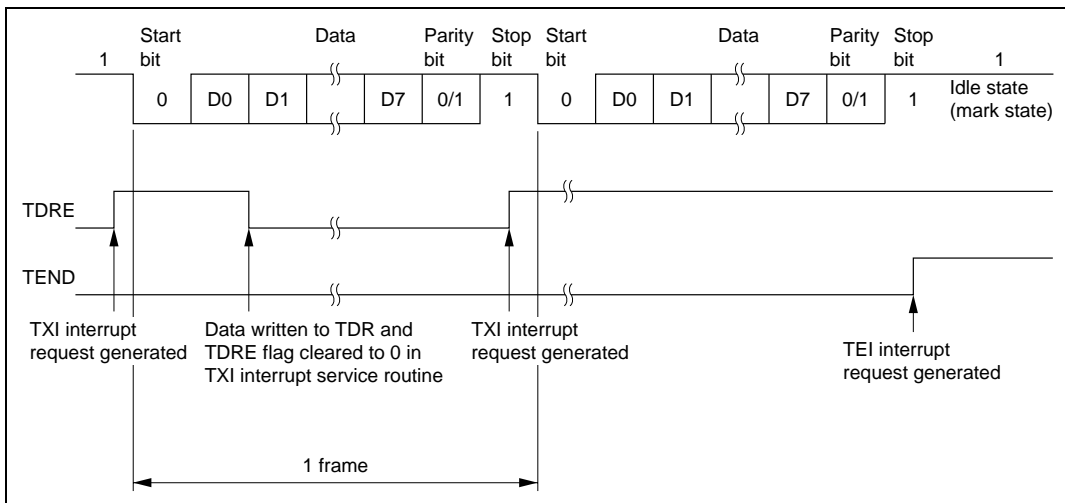 Start Data Parity Stop Start Data Parity Stop
1 bit bit bit bit bit bit 1
0 D0 D1 D7 0/1 1 0 D0 D1 D7 0/1 1 Idle state
(mark state)
TDRE
TEND
TXI interrupt
request generated
Data written to TDR and
TDRE flag cleared to 0 in
TXI interrupt service routine
TXI interrupt
request generated
TEI interrupt
request generated
1 frame